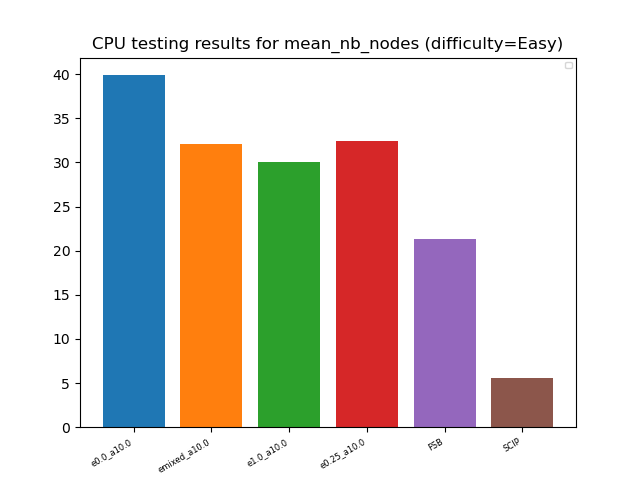 CPU testing results for mean_nb_nodes (difficulty=Easy)
40
35
30
25
20
15
10
5
0
e0.0_a10.0
emixed_a10.0
e1.0_a10.0
e0.25_a10.0
FSB
SCIP